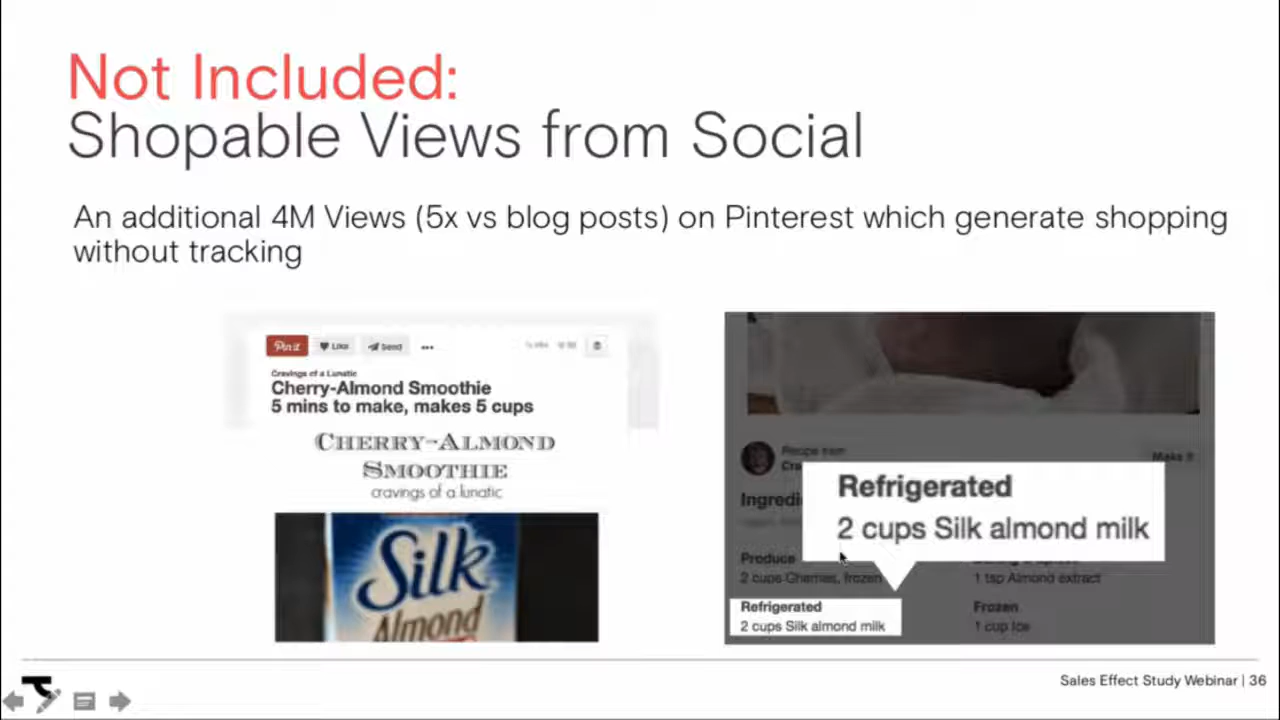 Not Included:
Shopable Views from Social
An additional 4M Views (5x vs blog posts) on Pinterest which generate shopping
without tracking
Pin it Like Send
Cravings of a Lunatic
Cherry-Almond Smoothie
5 mins to make, makes 5 cups
CHERRY-ALMOND
SMOOTHIE
cravings of a lunatic
Silk
Almond
Recipe from
Make it
Refrigerated
2 cups Silk almond milk
Produce
2 cups Cherries, frozen
1 tsp Almond extract
Refrigerated
2 cups Silk almond milk
Frozen
1 cup Ice
Sales Effect Study Webinar | 36